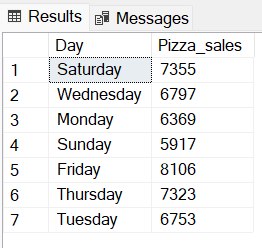 Results Messages
Day Pizza_sales
1 Saturday 7355
2 Wednesday 6797
3 Monday 6369
4 Sunday 5917
5 Friday 8106
6 Thursday 7323
7 Tuesday 6753